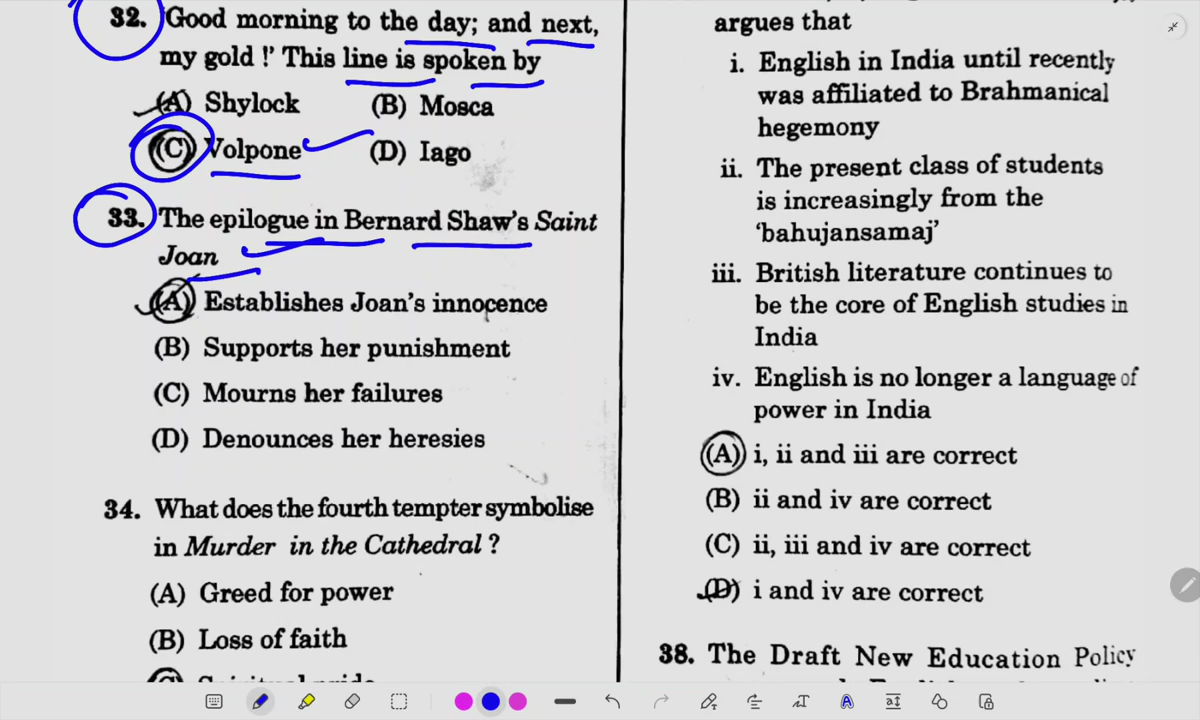 32. Good morning to the day; and next,
my gold !' This line is spoken by
(A) Shylock (B) Mosca
(C) Volpone (D) Iago
33. The epilogue in Bernard Shaw's Saint
Joan
(A) Establishes Joan's innocence
(B) Supports her punishment
(C) Mourns her failures
(D) Denounces her heresies
34. What does the fourth tempter symbolise
in Murder in the Cathedral ?
(A) Greed for power
(B) Loss of faith
argues that
i. English in India until recently
was affiliated to Brahmanical
hegemony
ii. The present class of students
is increasingly from the
'bahujansamaj'
iii. British literature continues to
be the core of English studies in
India
iv. English is no longer a language of
power in India
(A) i, ii and iii are correct
(B) ii and iv are correct
(C) ii, iii and iv are correct
(D) i and iv are correct
38. The Draft New Education Policy